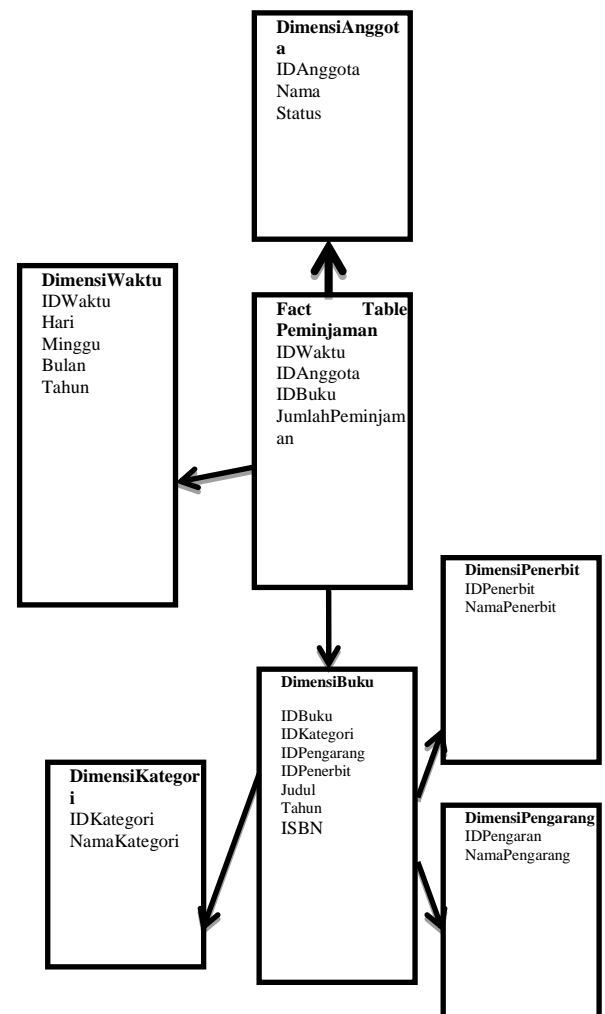 DimensiAnggot
a
IDAnggota
Nama
Status
DimensiWaktu
IDWaktu
Hari
Minggu
Bulan
Tahun
Fact Table
Peminjaman
IDWaktu
IDAnggota
IDBuku
JumlahPeminjam
an
DimensiPenerbit
IDPenerbit
NamaPenerbit
DimensiBuku
IDBuku
IDKategori
IDPengarang
IDPenerbit
Judul
Tahun
ISBN
DimensiKategor
i
IDKategori
NamaKategori
DimensiPengarang
IDPengaran
NamaPengarang